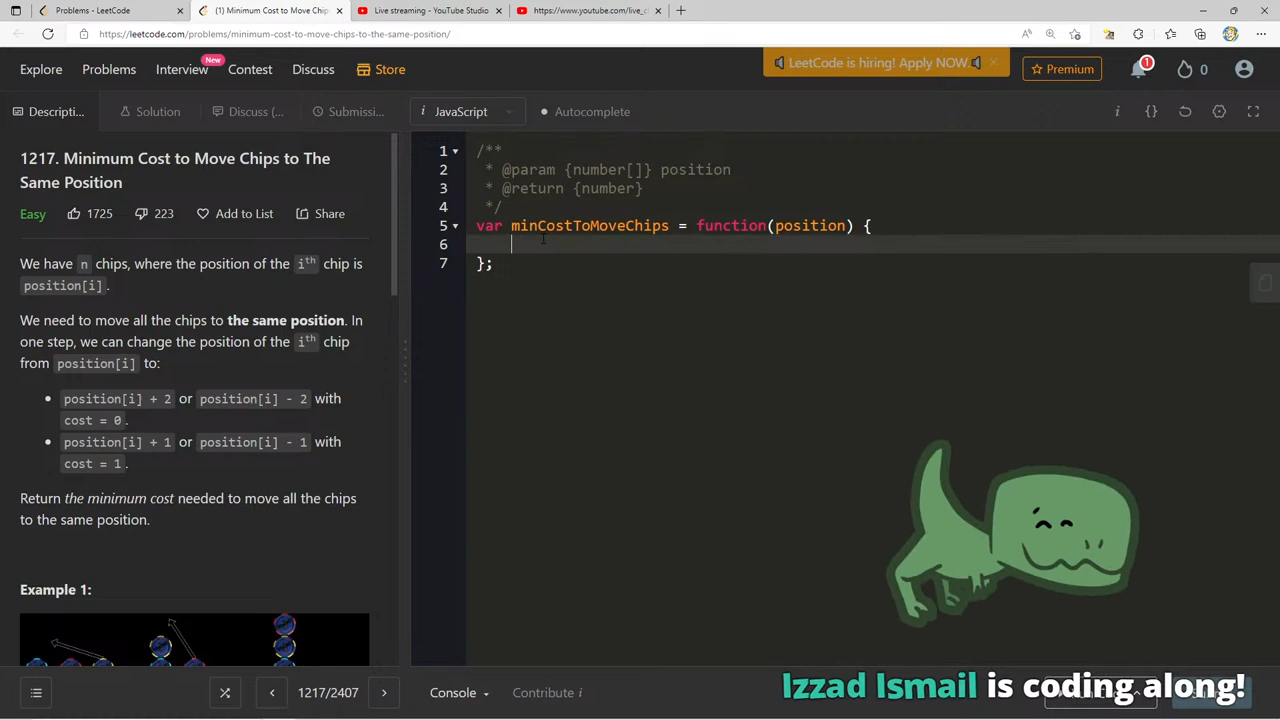 Problems - LeetCode
(1) Minimum Cost to Move Chip
Live streaming - YouTube Studio
https://www.youtube.com/live_c
https://leetcode.com/problems/minimum-cost-to-move-chips-to-the-same-position/
Explore
Problems
Interview
New
Contest
Discuss
Store
LeetCode is hiring! Apply NOW.
Premium
1
0
Descripti...
Solution
Discuss (...
Submissi...
i JavaScript
Autocomplete
1217. Minimum Cost to Move Chips to The
Same Position
Easy
1725
223
Add to List
Share
We have n chips, where the position of the ith chip is
position[i].
We need to move all the chips to the same position. In
one step, we can change the position of the ith chip
from position[i] to:
• position[i] + 2 or position[i] - 2 with
cost = 0.
• position[i] + 1 or position[i] - 1 with
cost = 1.
Return the minimum cost needed to move all the chips
to the same position.
Example 1:
1 /**
2 * @param {number[]} position
3 * @return {number}
4 */
5 var minCostToMoveChips = function(position) {
6
7 };
1217/2407
Console
Contribute i
Izzad Ismail is coding along!